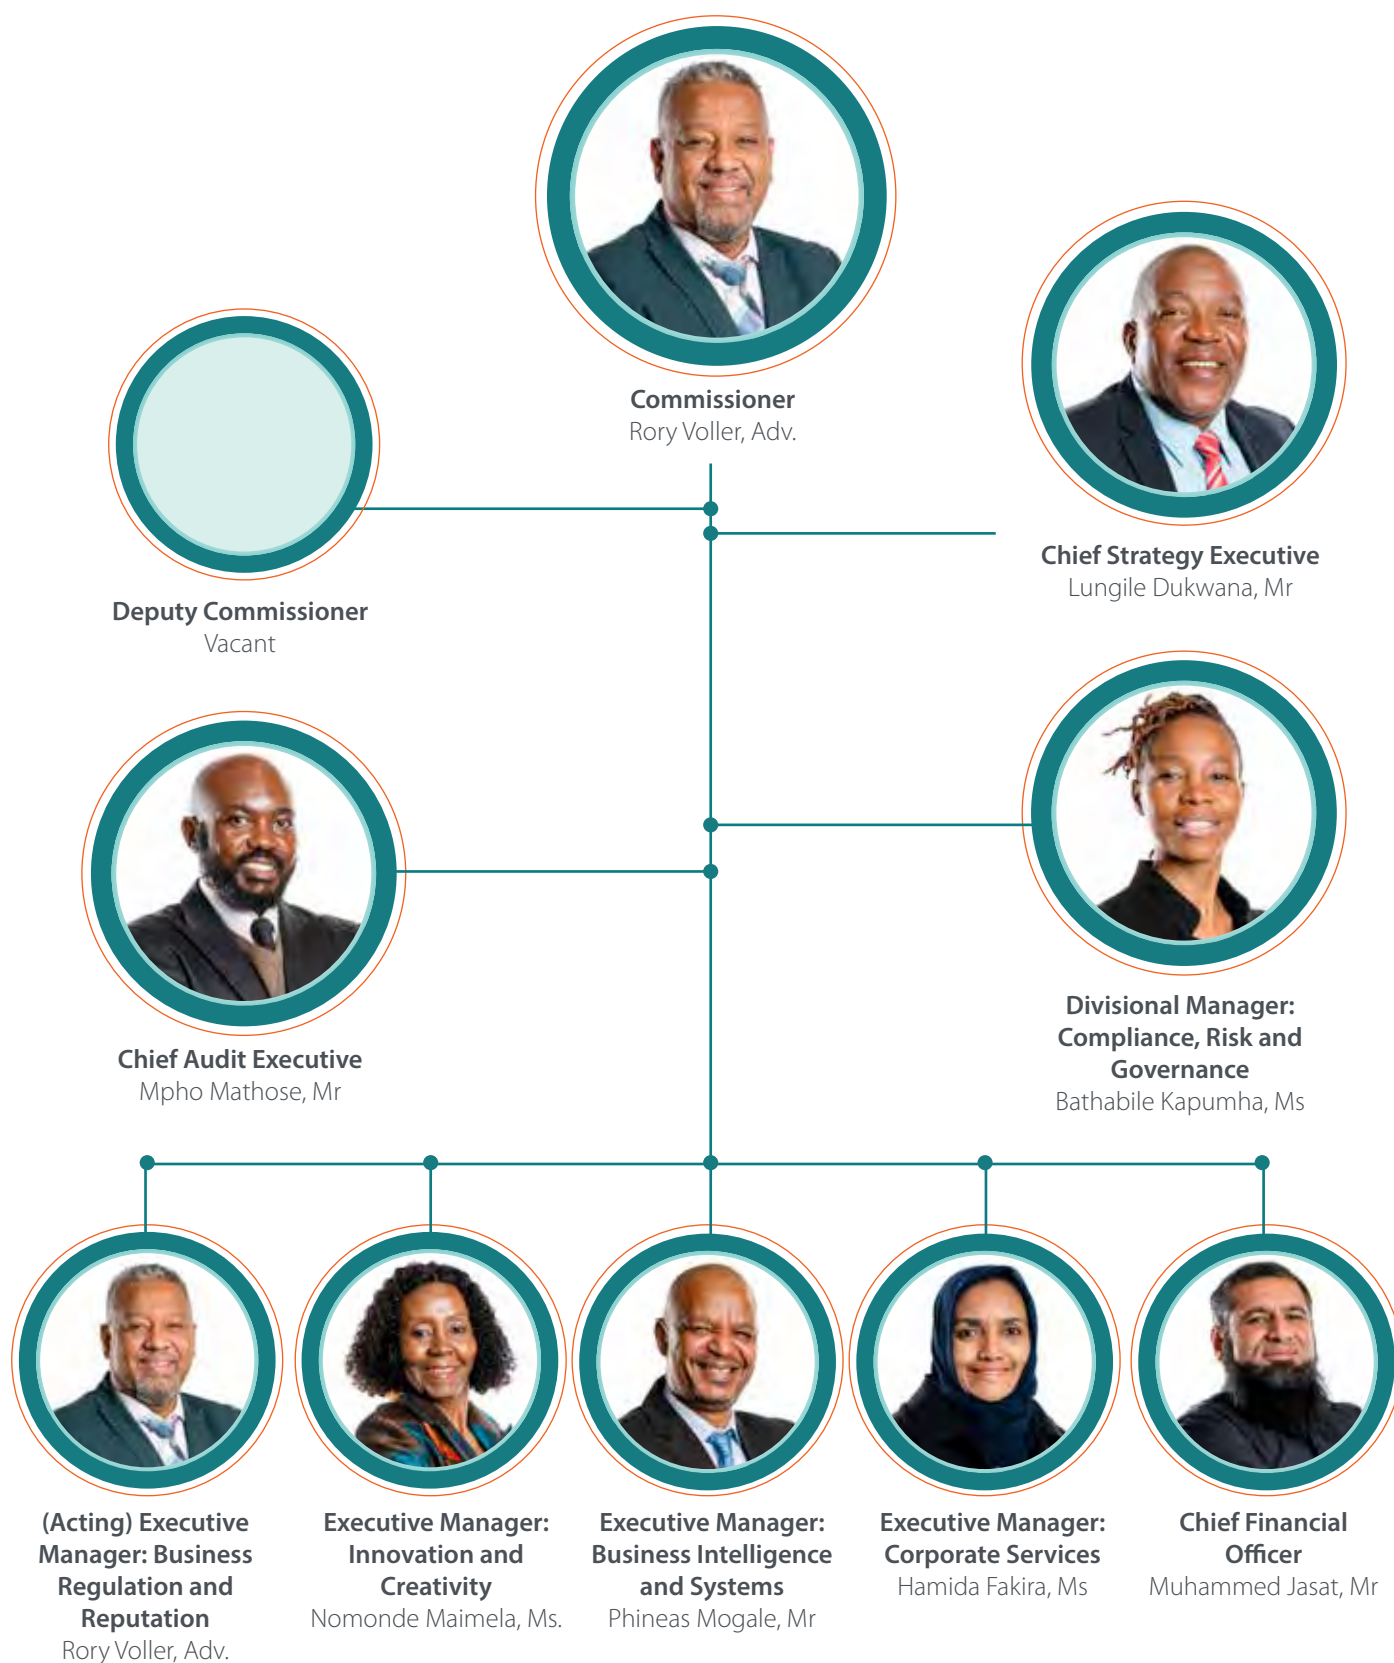 Commissioner
Rory Voller, Adv.
Chief Strategy Executive
Lungile Dukwana, Mr
Deputy Commissioner
Vacant
Divisional Manager:
Compliance, Risk and
Governance
Bathabile Kapumha, Ms
Chief Audit Executive
Mpho Mathose, Mr
(Acting) Executive
Manager: Business
Regulation and
Reputation
Rory Voller, Adv.
Executive Manager:
Innovation and
Creativity
Nomonde Maimela, Ms.
Executive Manager:
Business Intelligence
and Systems
Phineas Mogale, Mr
Executive Manager:
Corporate Services
Hamida Fakira, Ms
Chief Financial
Officer
Muhammed Jasat, Mr